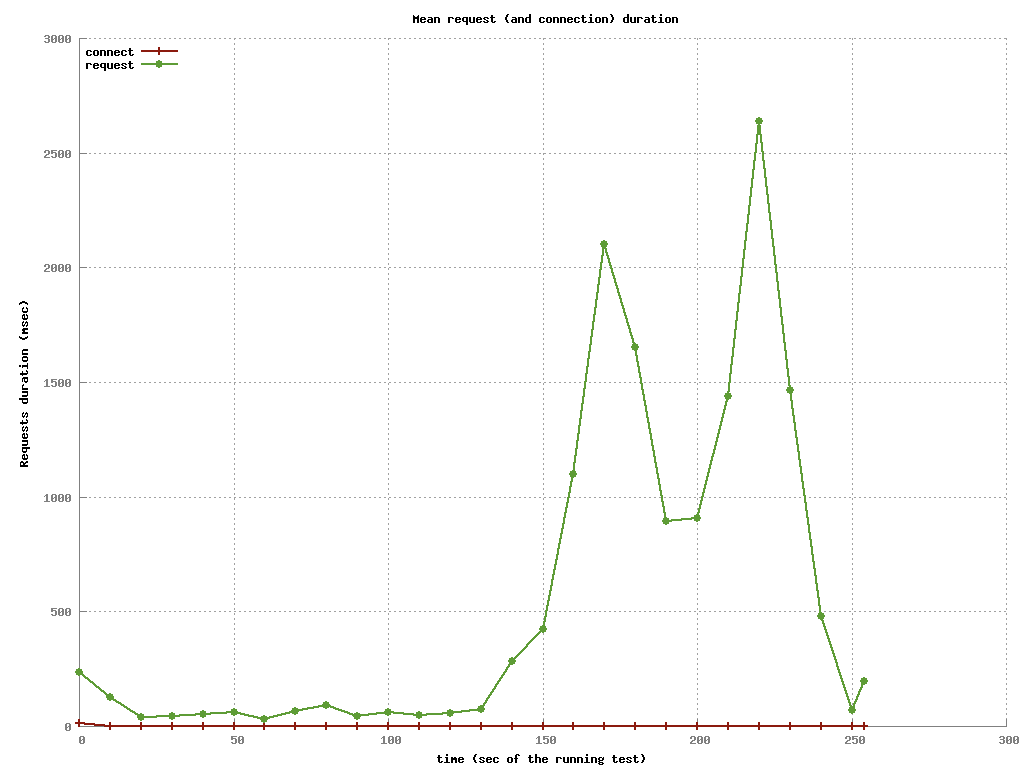 Mean request (and connection) duration
3000
connect
request
2500
2000
1500
1000
500
0
Requests duration (msec)
0 50 100 150 200 250 300
time (sec of the running test)